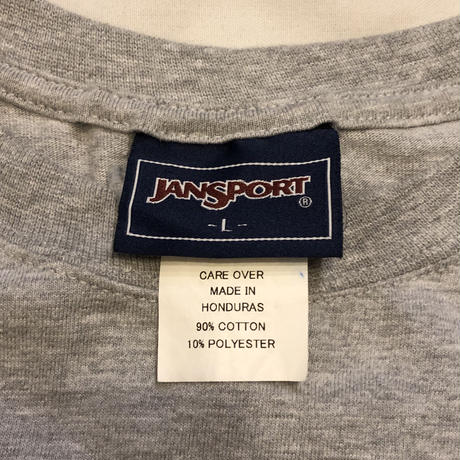 JANSPORT®
-L-
CARE OVER
MADE IN
HONDURAS
90% COTTON
10% POLYESTER